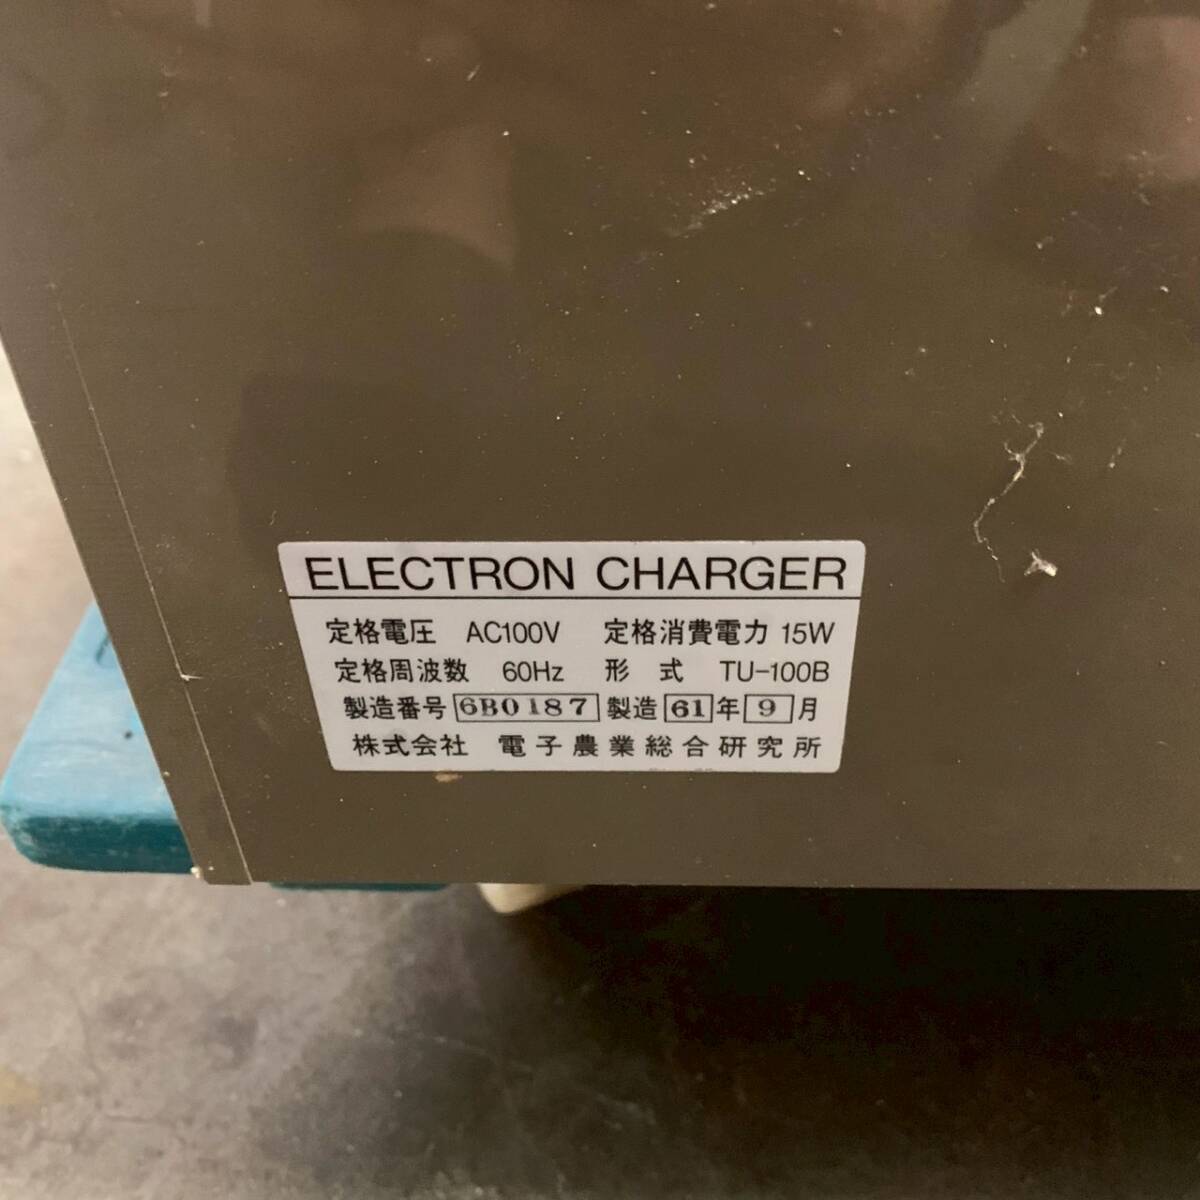 ELECTRON CHARGER
定格電圧 AC100V 定格消費電力 15W
定格周波数 60Hz 形式 TU-100B
製造番号 6B0187 製造 61 年 9 月
株式会社 電子農業総合研究所